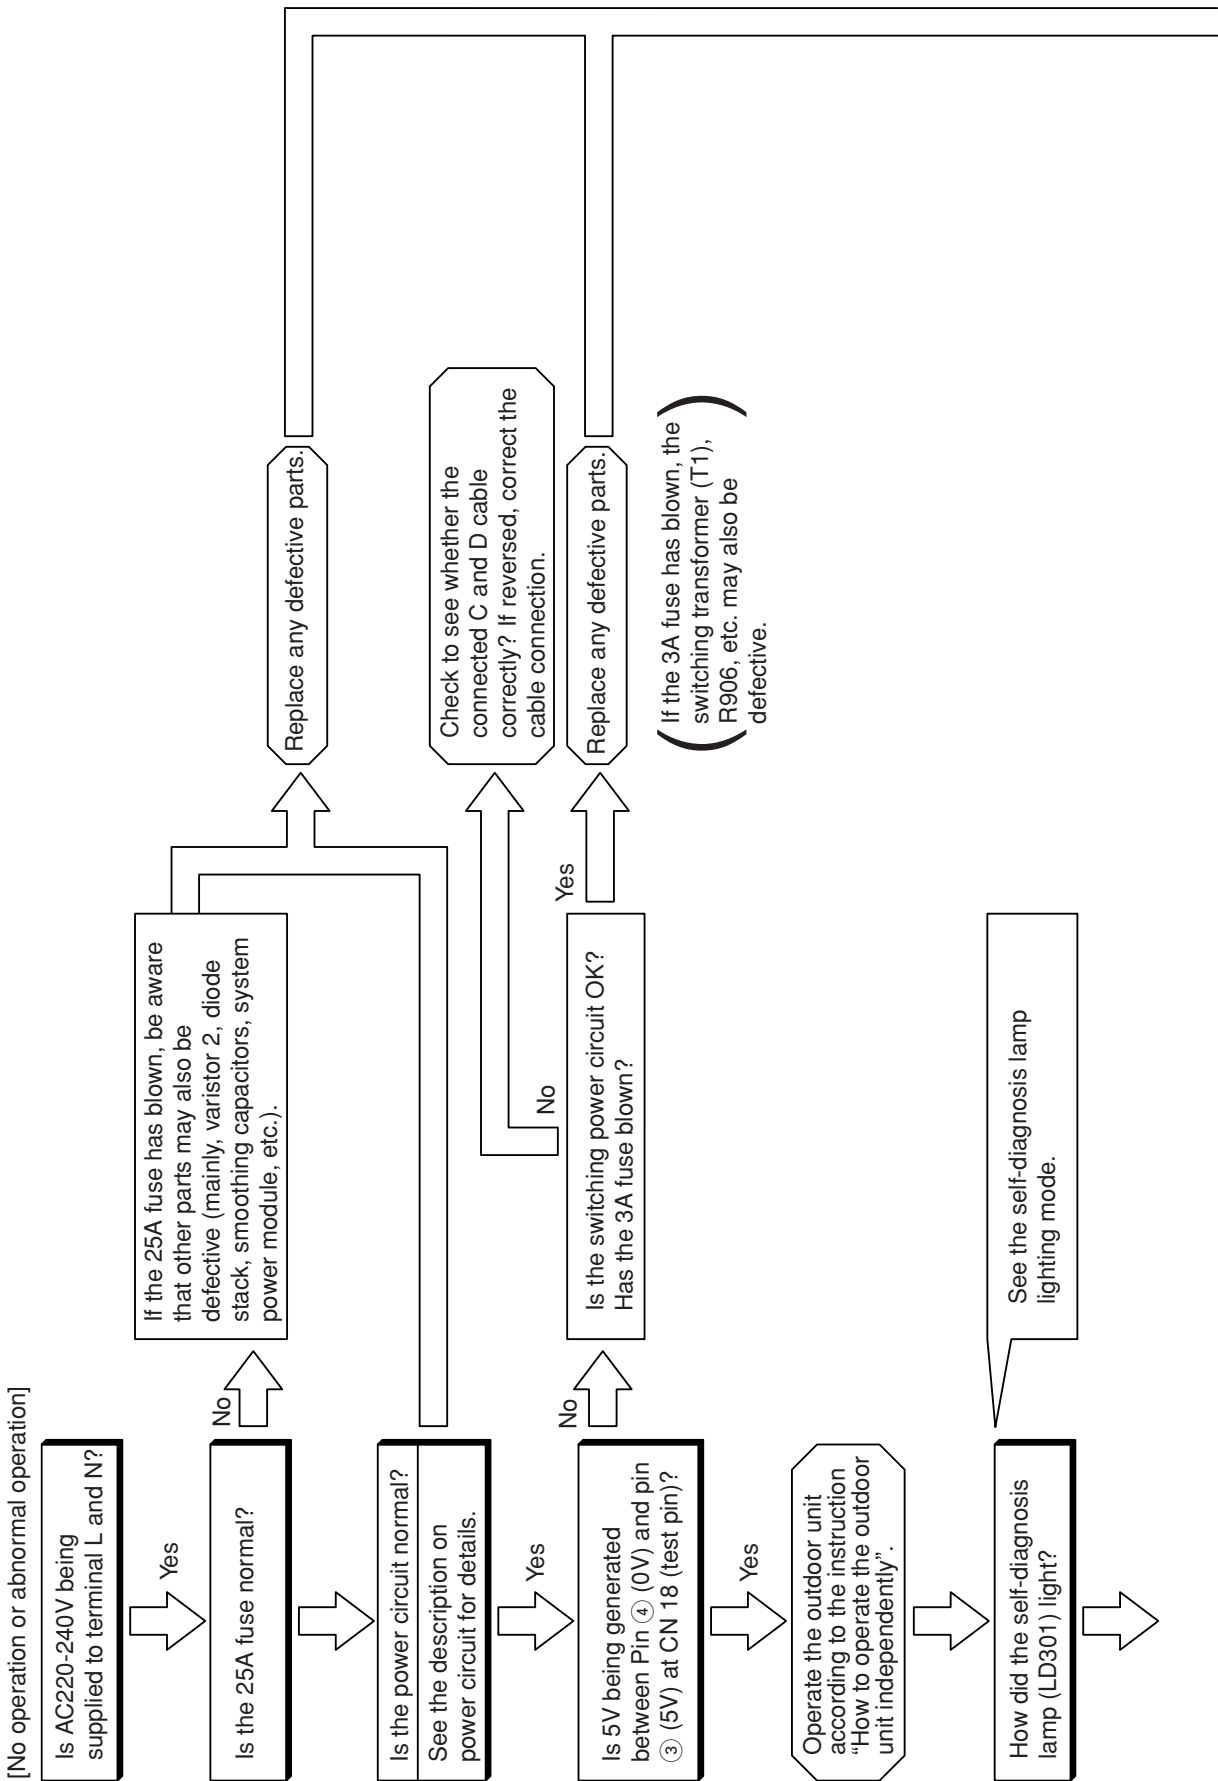 [No operation or abnormal operation]
Is AC220-240V being
supplied to terminal L and N?
Yes
Is the 25A fuse normal?
No
If the 25A fuse has blown, be aware
that other parts may also be
defective (mainly, varistor 2, diode
stack, smoothing capacitors, system
power module, etc.).
Replace any defective parts.
Is the power circuit normal?
See the description on
power circuit for details.
Yes
Is 5V being generated
between Pin ④ (0V) and pin
③ (5V) at CN 18 (test pin)?
No
Is the switching power circuit OK?
Has the 3A fuse blown?
No
Check to see whether the
connected C and D cable
correctly? If reversed, correct the
cable connection.
Yes
Replace any defective parts.
If the 3A fuse has blown, the
switching transformer (T1),
R906, etc. may also be
defective.
Yes
Operate the outdoor unit
according to the instruction
“How to operate the outdoor
unit independently”.
How did the self-diagnosis
lamp (LD301) light?
See the self-diagnosis lamp
lighting mode.